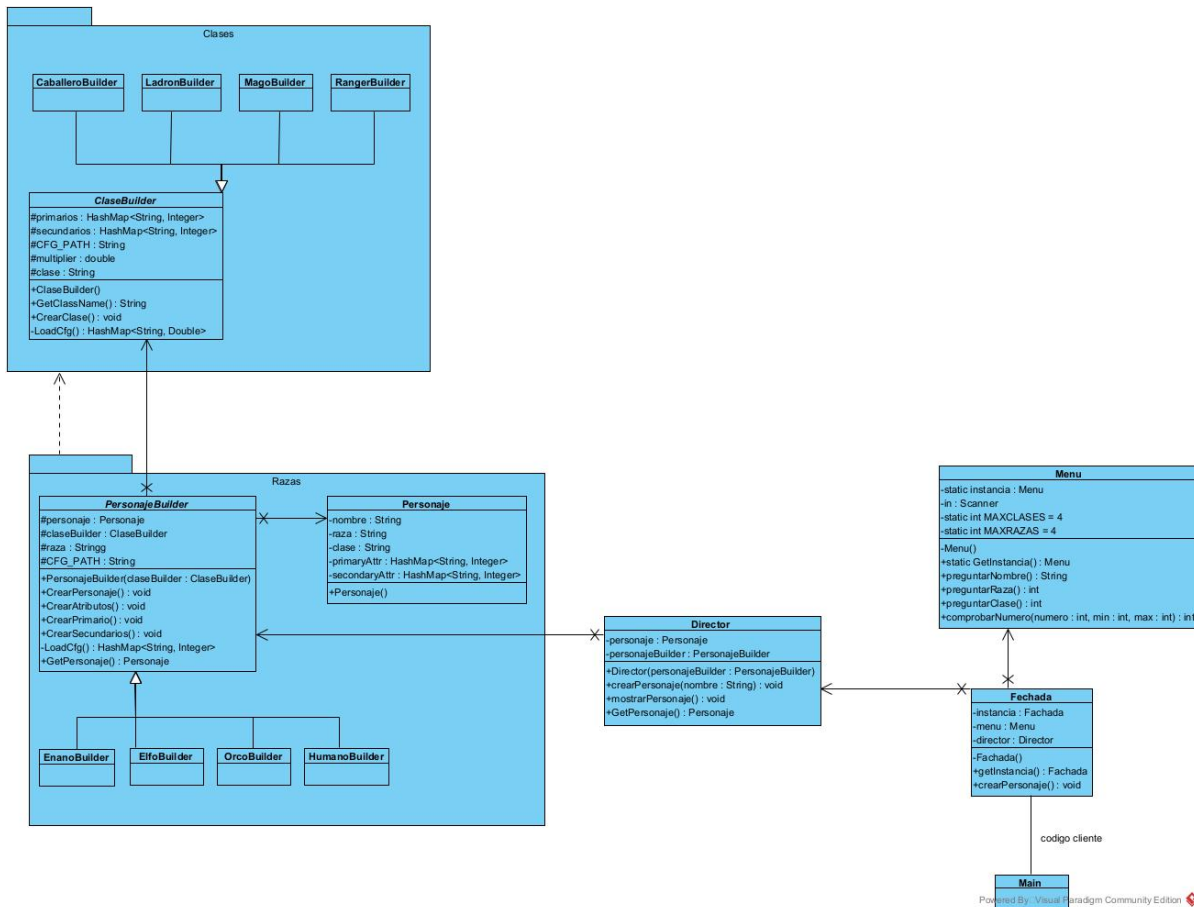 Clases
CaballeroBuilder
LadronBuilder
MagoBuilder
RangerBuilder
ClaseBuilder
#primarios : HashMap<String, Integer>
#secundarios : HashMap<String, Integer>
#CFG_PATH : String
#multiplier : double
#clase : String
+ClaseBuilder()
+GetClassName() : String
+CrearClase() : void
-LoadCfg() : HashMap<String, Double>
Razas
PersonajeBuilder
#personaje : Personaje
#claseBuilder : ClaseBuilder
#raza : Stringg
#CFG_PATH : String
+PersonajeBuilder(claseBuilder : ClaseBuilder)
+CrearPersonaje() : void
+CrearAtributos() : void
+CrearPrimario() : void
+CrearSecundarios() : void
-LoadCfg() : HashMap<String, Integer>
+GetPersonaje() : Personaje
Personaje
-nombre : String
-raza : String
-clase : String
-primaryAttr : HashMap<String, Integer>
-secondaryAttr : HashMap<String, Integer>
+Personaje()
EnanoBuilder
ElfoBuilder
OrcoBuilder
HumanoBuilder
Director
-personaje : Personaje
-personajeBuilder : PersonajeBuilder
+Director(personajeBuilder : PersonajeBuilder)
+crearPersonaje(nombre : String) : void
+mostrarPersonaje() : void
+GetPersonaje() : Personaje
Menu
-static instancia : Menu
-in : Scanner
-static int MAXCLASES = 4
-static int MAXRAZAS = 4
-Menu()
+static GetInstancia() : Menu
+preguntarNombre() : String
+preguntarRaza() : int
+preguntarClase() : int
+comprobarNumero(numero : int, min : int, max : int) : int
Fechada
-instancia : Fachada
-menu : Menu
-director : Director
-Fachada()
+getInstancia() : Fachada
+crearPersonaje() : void
codigo cliente
Main
Powered By: Visual Paradigm Community Edition